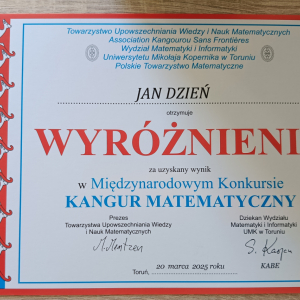 Towarzystwo Upowszechniania Wiedzy i Nauk Matematycznych
Association Kangourou Sans Frontières
Wydział Matematyki i Informatyki
Uniwersytetu Mikołaja Kopernika w Toruniu
Polskie Towarzystwo Matematyczne
JAN DZIEŃ
otrzymuje
WYRÓŻNIENI
za uzyskany wynik
w Międzynarodowym Konkursie
KANGUR MATEMATYCZNY
Prezes
Towarzystwa Upowszechniania Wiedzy
i Nauk Matematycznych
Dziekan Wydziału
Matematyki i Informatyki
UMK w Toruniu
KABE
Toruń, 20 marca 2025 roku